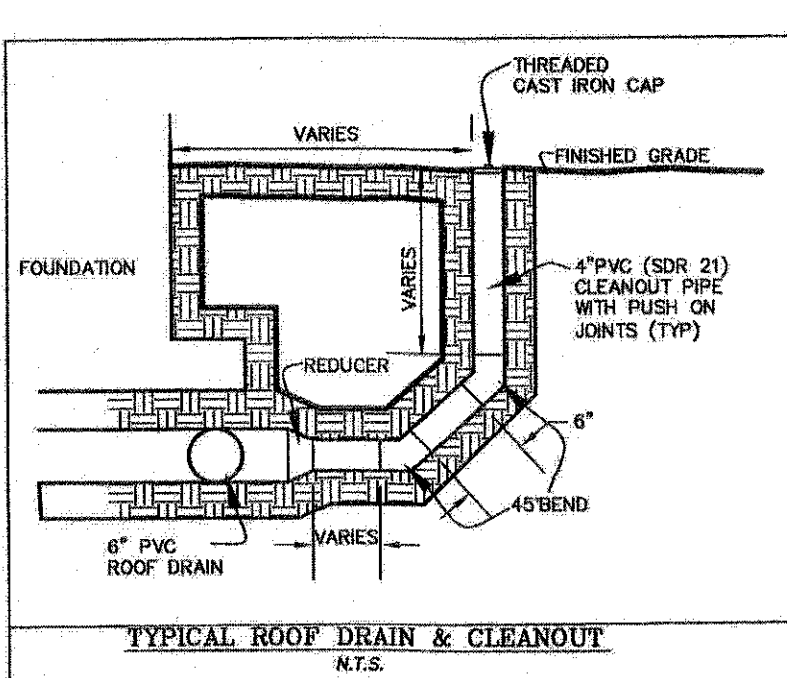 THREADED
CAST IRON CAP
VARIES
FINISHED GRADE
FOUNDATION
VARIES
4"PVC (SDR 21)
CLEANOUT PIPE
WITH PUSH ON
JOINTS (TYP)
REDUCER
6"
45°BEND
VARIES
6" PVC
ROOF DRAIN
TYPICAL ROOF DRAIN & CLEANOUT
N.T.S.